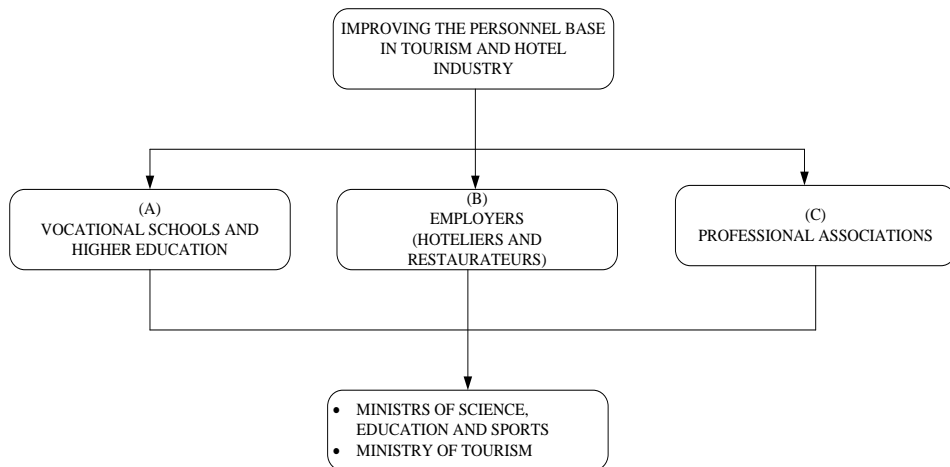 IMPROVING THE PERSONNEL BASE
IN TOURISM AND HOTEL
INDUSTRY
(A)
VOCATIONAL SCHOOLS AND
HIGHER EDUCATION
(B)
EMPLOYERS
(HOTELIERS AND
RESTAURATEURS)
(C)
PROFESSIONAL ASSOCIATIONS
• MINISTRS OF SCIENCE,
EDUCATION AND SPORTS
• MINISTRY OF TOURISM